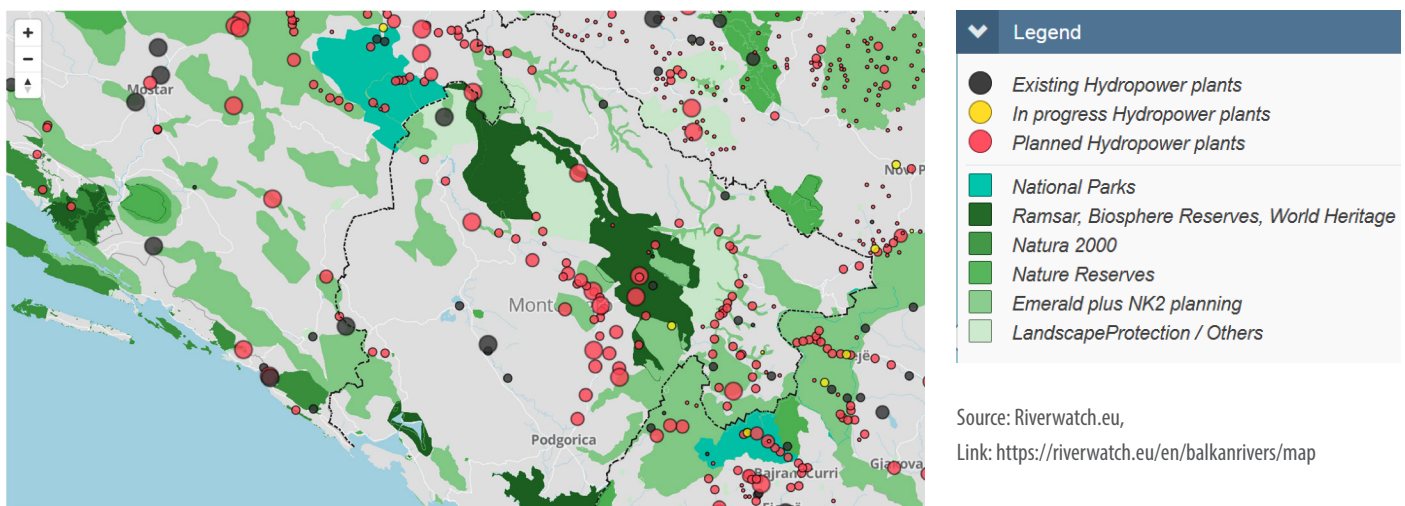 +
−
Mostar
Novi P
Monte
Podgorica
Bajram Curri
Gjakova
Legend
Existing Hydropower plants
In progress Hydropower plants
Planned Hydropower plants
National Parks
Ramsar, Biosphere Reserves, World Heritage
Natura 2000
Nature Reserves
Emerald plus NK2 planning
LandscapeProtection / Others
Source: Riverwatch.eu,
Link: https://riverwatch.eu/en/balkanrivers/map